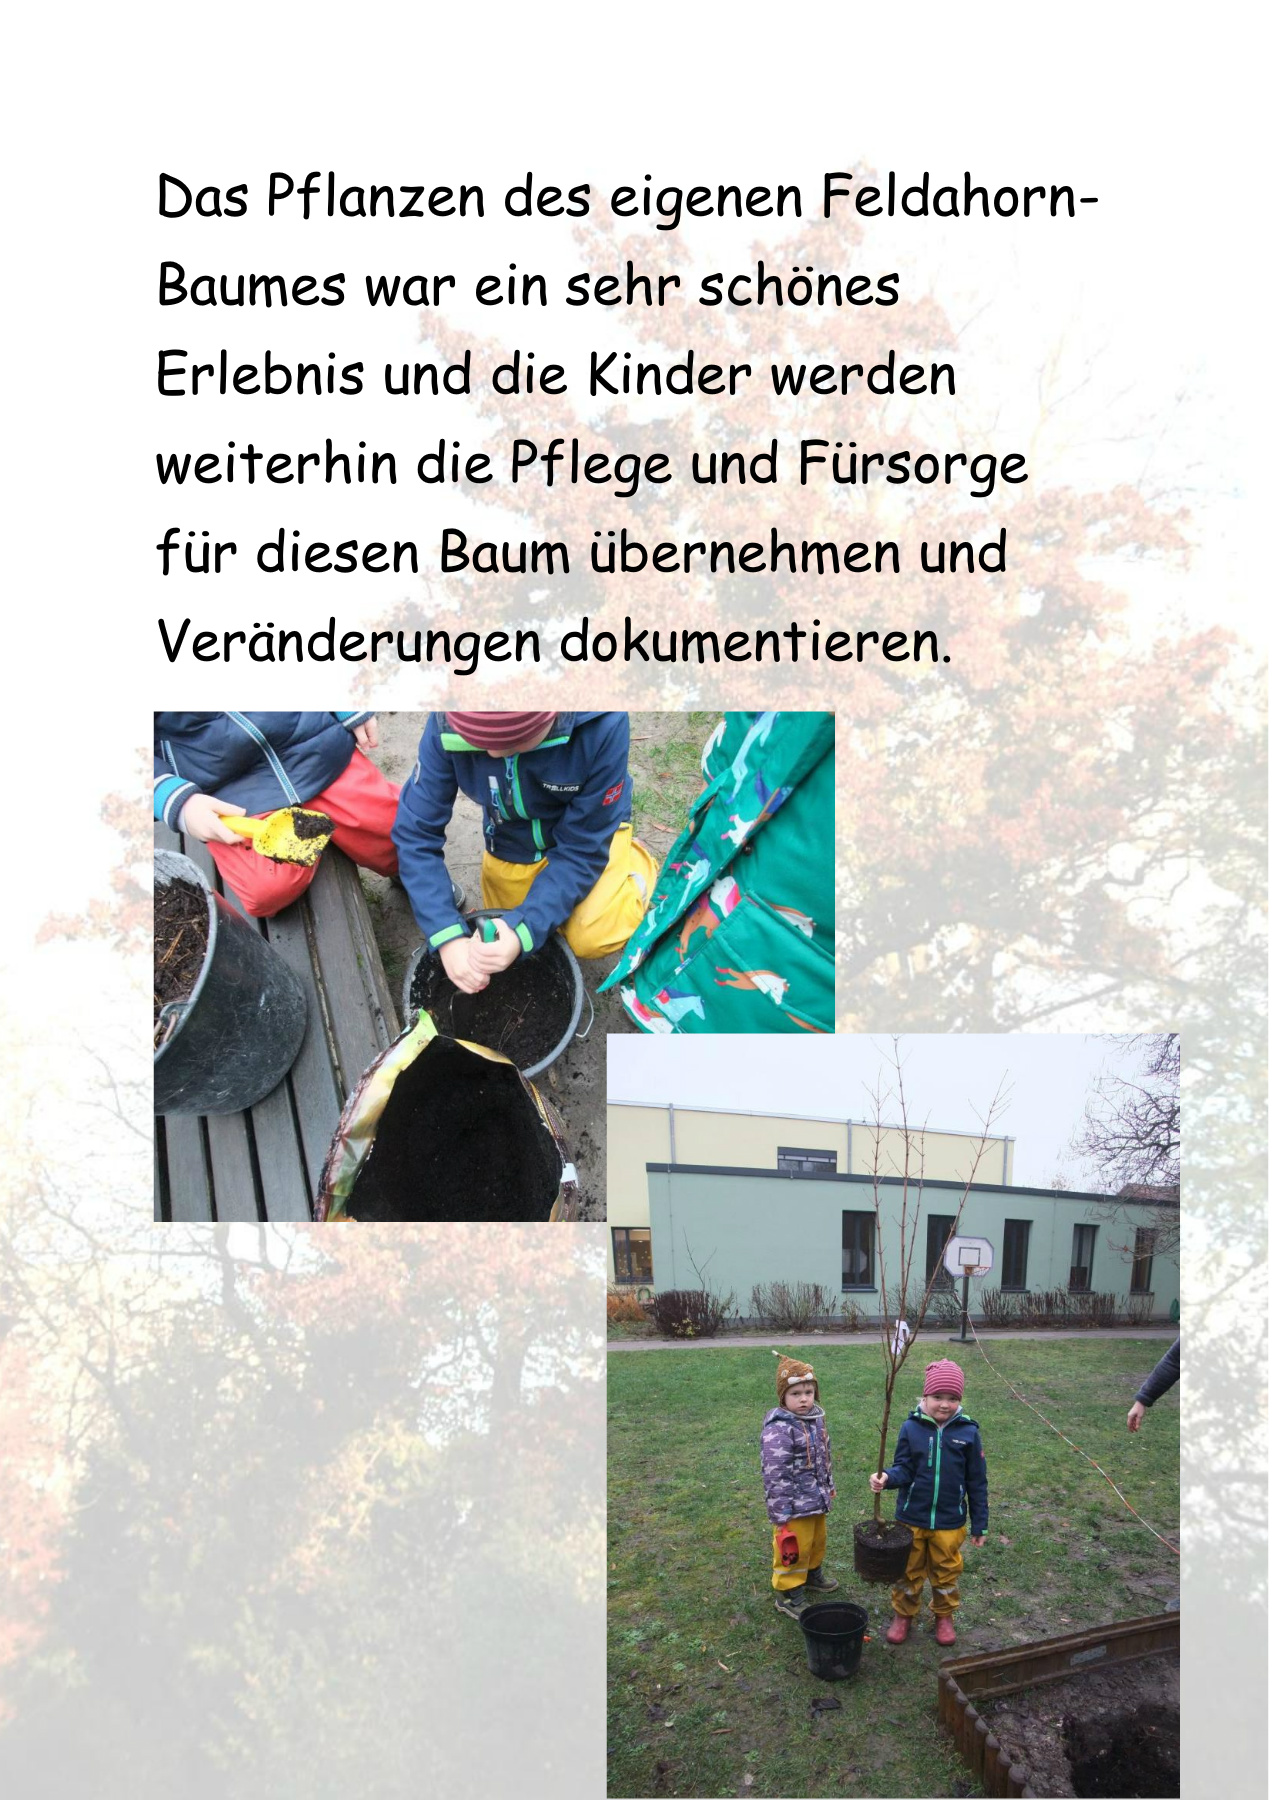 Das Pflanzen des eigenen Feldahorn-
Baumes war ein sehr schönes
Erlebnis und die Kinder werden
weiterhin die Pflege und Fürsorge
für diesen Baum übernehmen und
Veränderungen dokumentieren.
TROLLKIDS